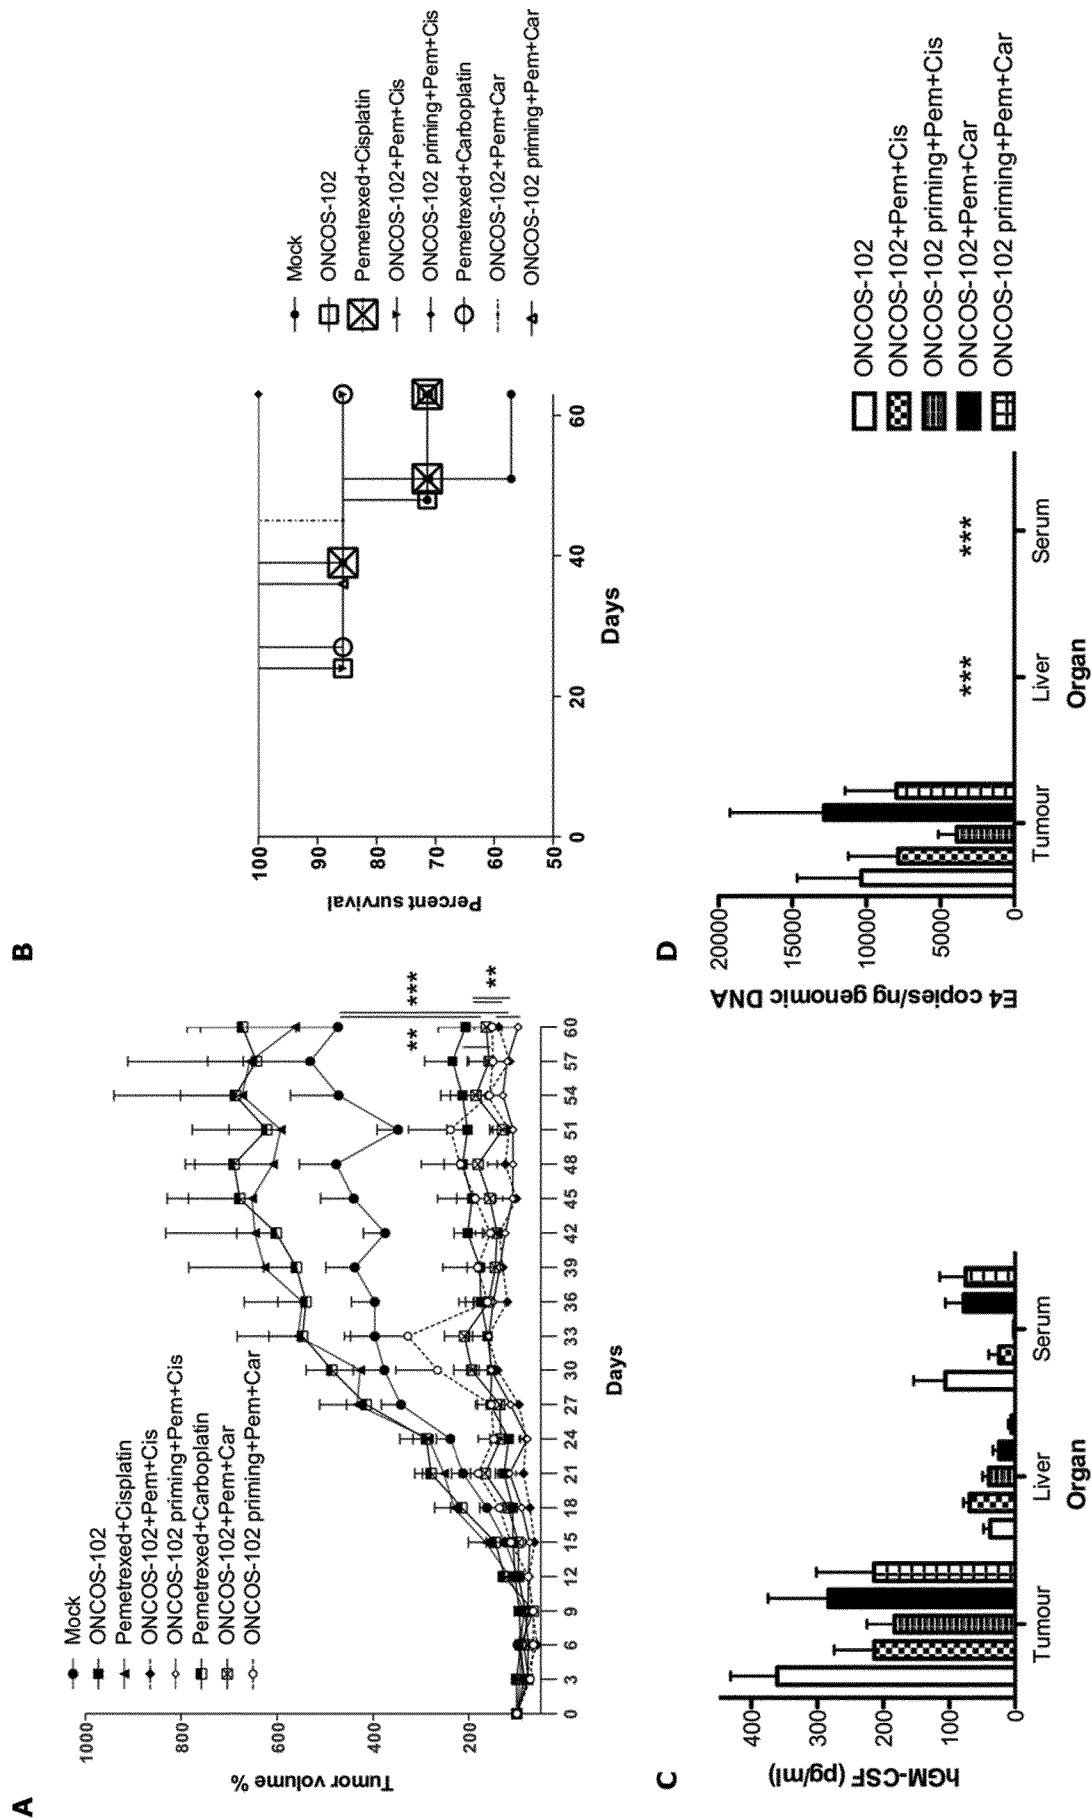 A
1000
800
600
400
200
Tumor volume %
Mock
ONCOS-102
Pemetrexed+Cisplatin
ONCOS-102+Pem+Cis
ONCOS-102 priming+Pem+Cis
Pemetrexed+Carboplatin
ONCOS-102+Pem+Car
ONCOS-102 priming+Pem+Car
** ***
**
0 3 6 9 12 15 18 21 24 27 30 33 36 39 42 45 48 51 54 57 60
Days
B
100
90
80
70
60
50
Percent survival
0 20 40 60
Days
Mock
ONCOS-102
Pemetrexed+Cisplatin
ONCOS-102+Pem+Cis
ONCOS-102 priming+Pem+Cis
Pemetrexed+Carboplatin
ONCOS-102+Pem+Car
ONCOS-102 priming+Pem+Car
C
400
300
200
100
0
hGM-CSF (pg/ml)
Tumour Liver Serum
Organ
D
20000
15000
10000
5000
0
E4 copies/ng genomic DNA
*** ***
Tumour Liver Serum
Organ
ONCOS-102
ONCOS-102+Pem+Cis
ONCOS-102 priming+Pem+Cis
ONCOS-102+Pem+Car
ONCOS-102 priming+Pem+Car